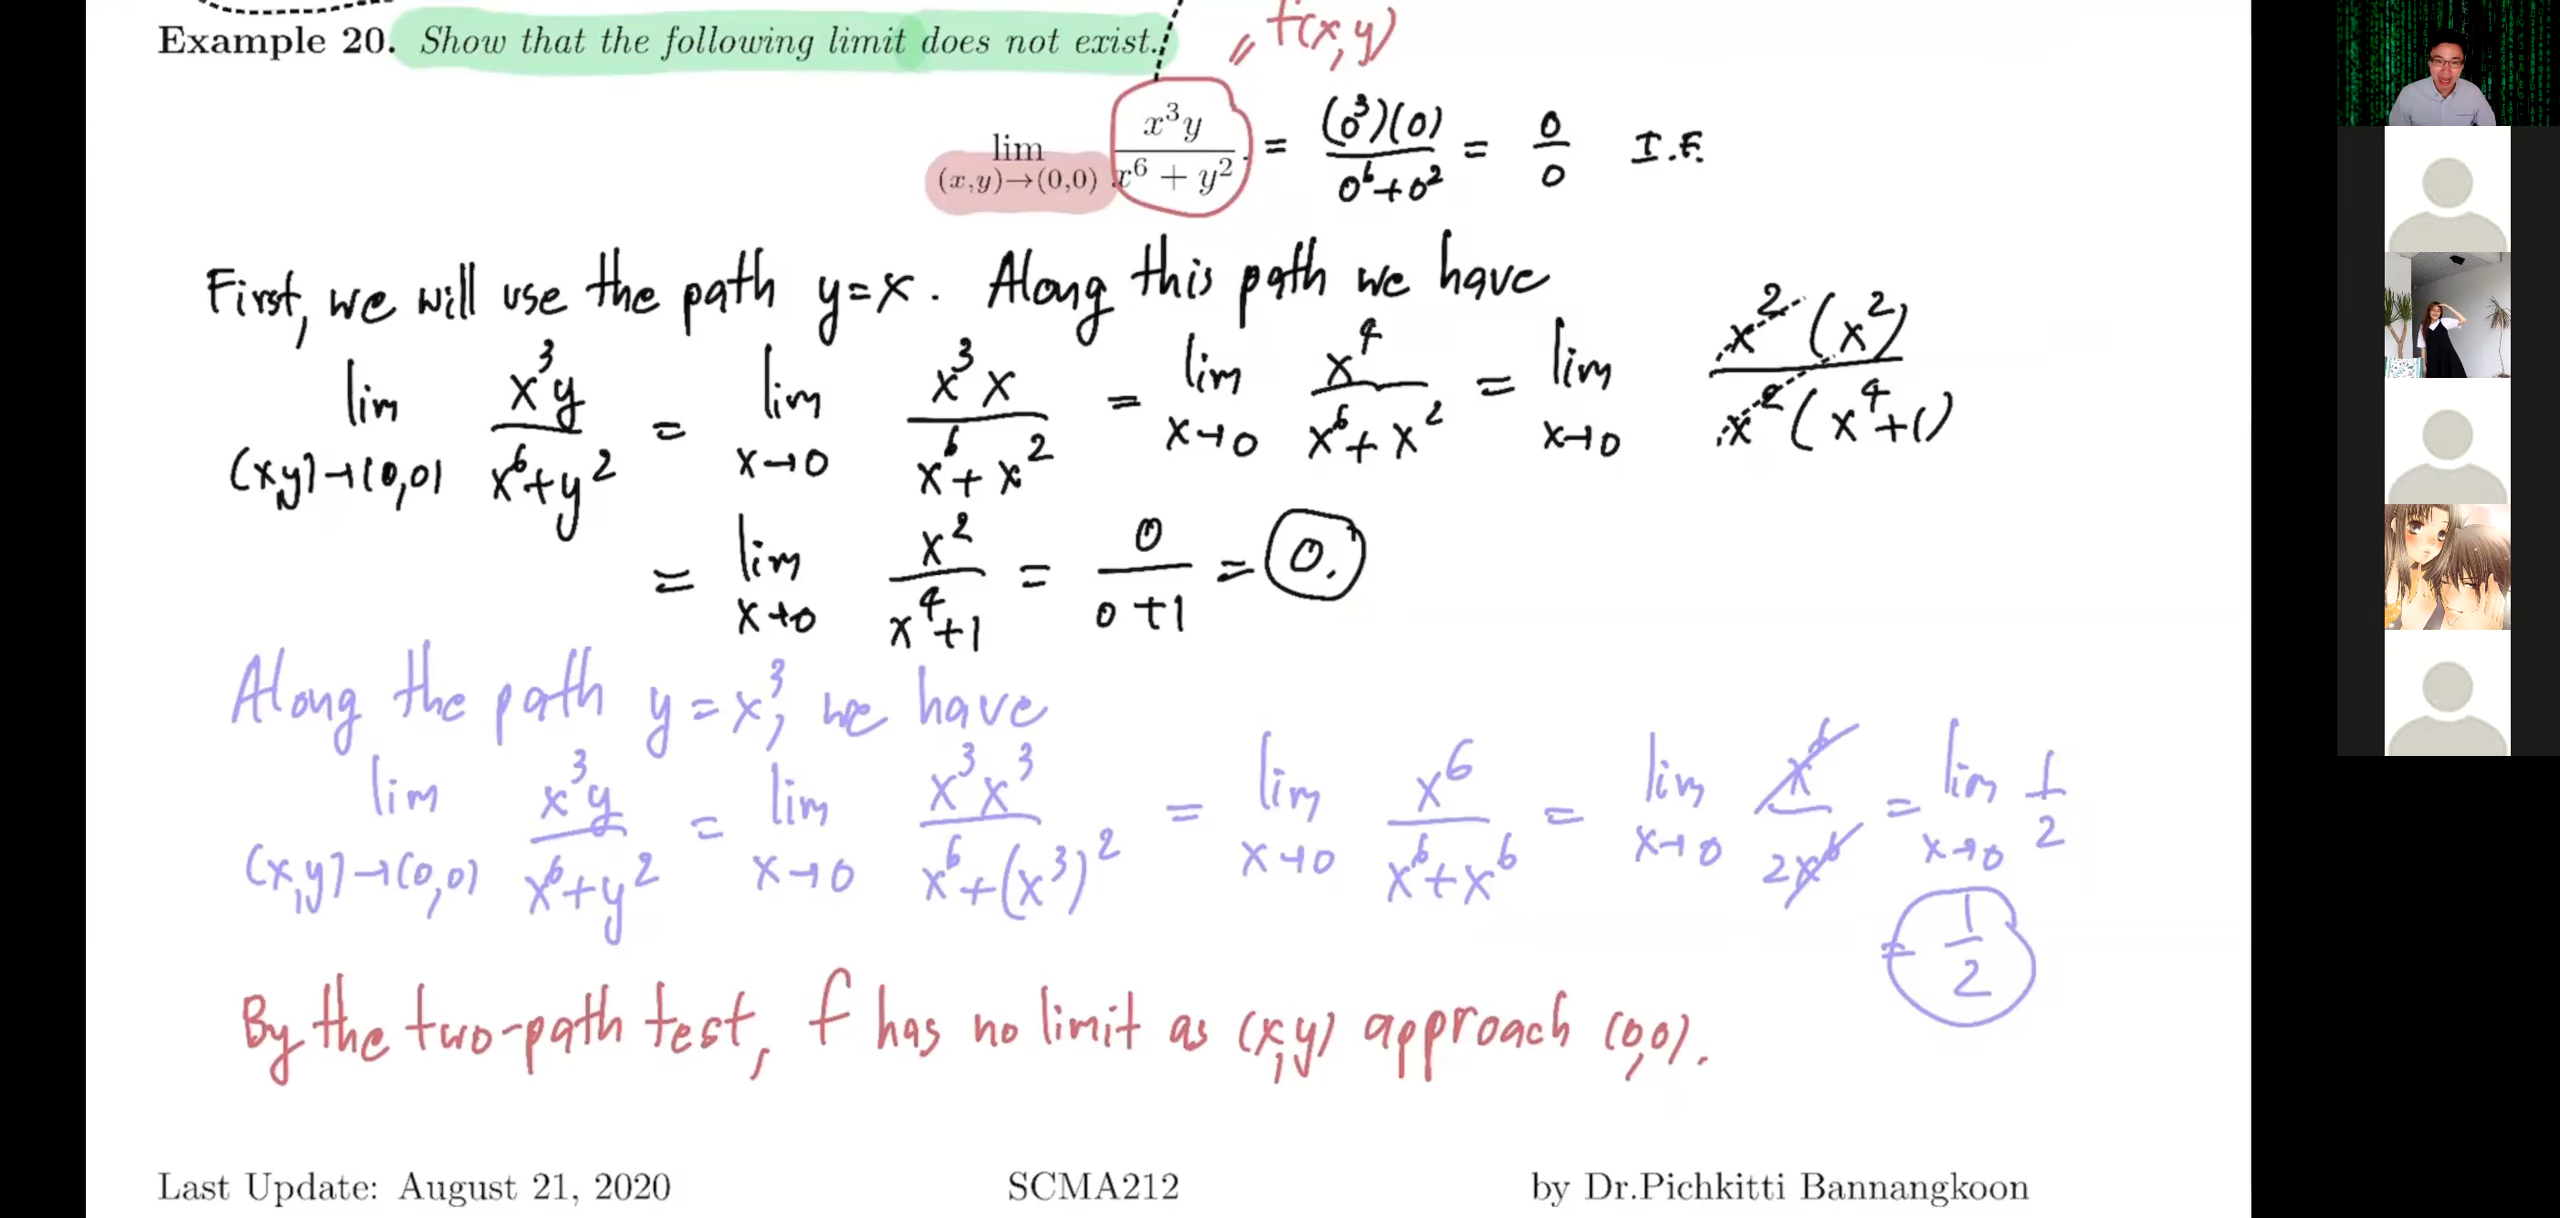 Example 20. Show that the following limit does not exist.
= f(x,y)
lim (x,y)→(0,0) x³y / x⁶ + y² . = (0³)(0) / 0⁶+0² = 0/0 I.F.
First, we will use the path y=x. Along this path we have
lim (x,y)→(0,0) x³y / x⁶+y² = lim x→0 x³x / x⁶+x² = lim x→0 x⁴ / x⁶+x² = lim x→0 x²(x²) / x²(x⁴+1)
= lim x→0 x² / x⁴+1 = 0 / 0+1 = 0.
Along the path y=x³, we have
lim (x,y)→(0,0) x³y / x⁶+y² = lim x→0 x³x³ / x⁶+(x³)² = lim x→0 x⁶ / x⁶+x⁶ = lim x→0 x⁶ / 2x⁶ = lim x→0 1/2
= 1/2
By the two-path test, f has no limit as (x,y) approach (0,0).
Last Update: August 21, 2020 SCMA212 by Dr.Pichkitti Bannangkoon